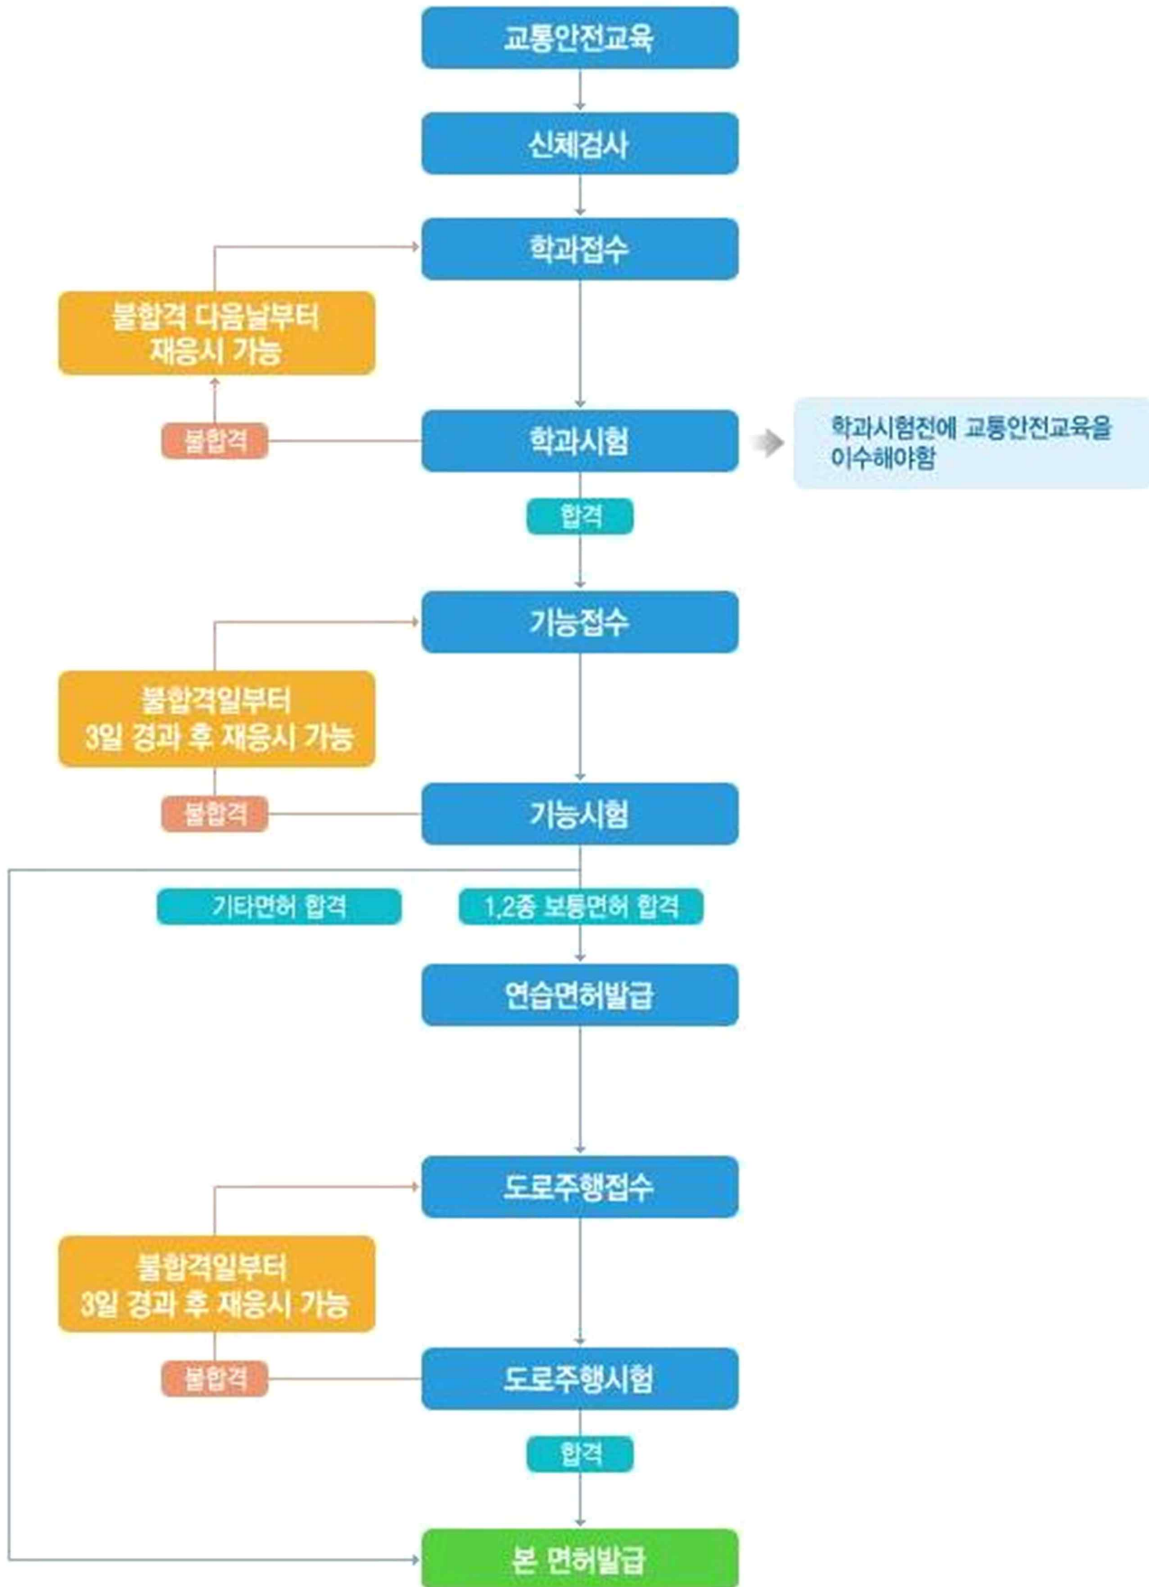 교통안전교육
신체검사
학과접수
불합격 다음날부터
재응시 가능
불합격
학과시험
학과시험전에 교통안전교육을
이수해야함
합격
기능접수
불합격일부터
3일 경과 후 재응시 가능
불합격
기능시험
기타면허 합격
1,2종 보통면허 합격
연습면허발급
도로주행접수
불합격일부터
3일 경과 후 재응시 가능
불합격
도로주행시험
합격
본 면허발급